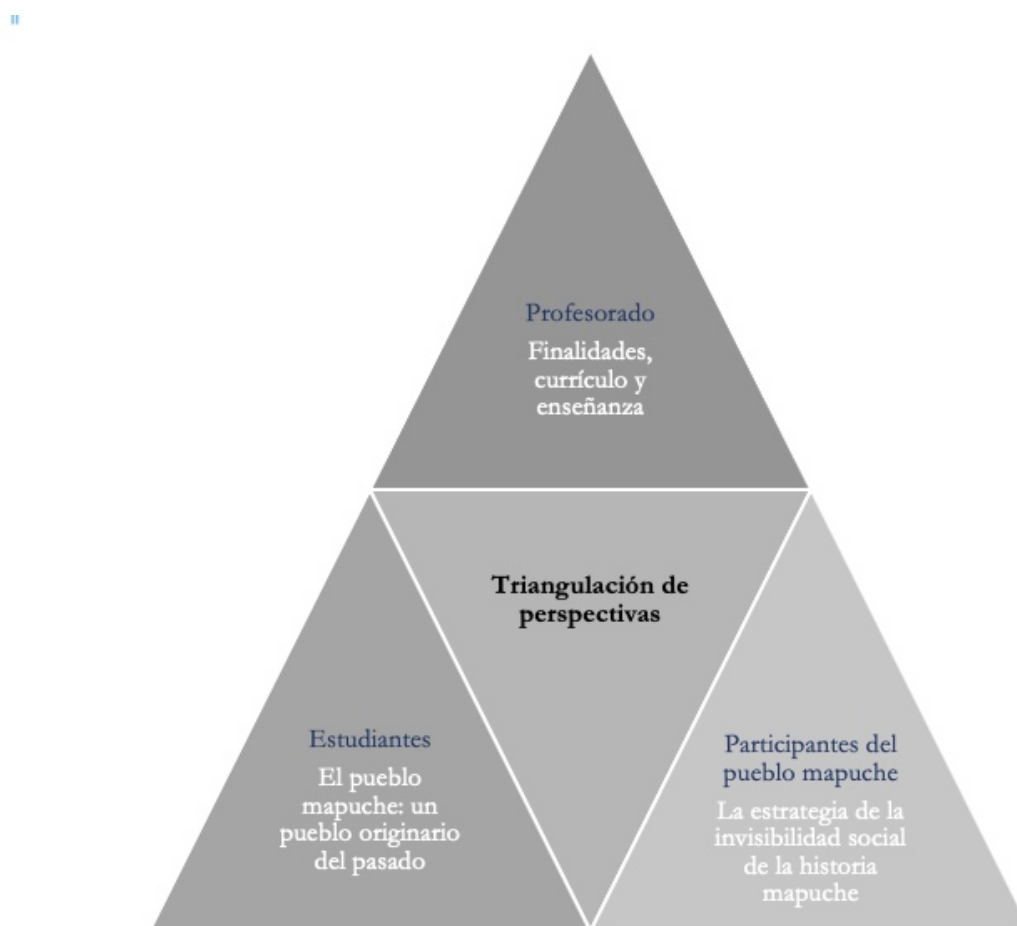 "
Profesorado
Finalidades,
currículo y
enseñanza
Triangulación de
perspectivas
Estudiantes
El pueblo
mapuche: un
pueblo originario
del pasado
Participantes del
pueblo mapuche
La estrategia de la
invisibilidad social
de la historia
mapuche